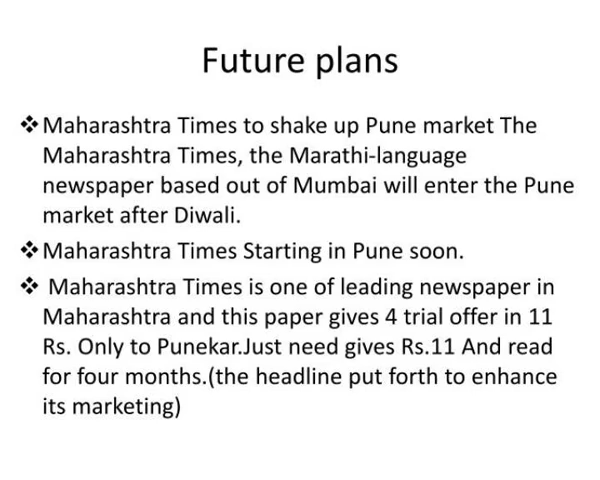 Future plans
❖Maharashtra Times to shake up Pune market The
Maharashtra Times, the Marathi-language
newspaper based out of Mumbai will enter the Pune
market after Diwali.
❖Maharashtra Times Starting in Pune soon.
❖ Maharashtra Times is one of leading newspaper in
Maharashtra and this paper gives 4 trial offer in 11
Rs. Only to Punekar.Just need gives Rs.11 And read
for four months.(the headline put forth to enhance
its marketing)